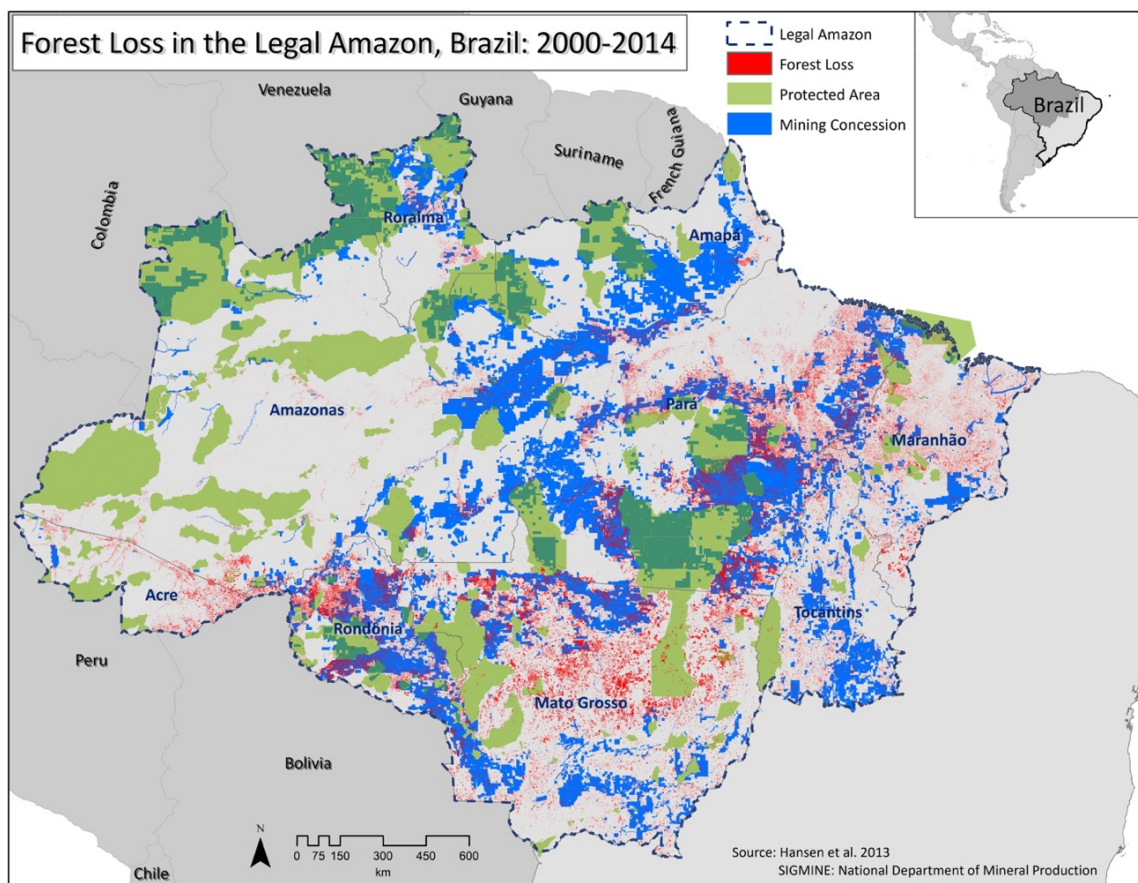 Forest Loss in the Legal Amazon, Brazil: 2000-2014
Legal Amazon
Forest Loss
Protected Area
Mining Concession
Brazil
Venezuela
Guyana
Suriname
French Guiana
Colombia
Roraima
Amapá
Amazonas
Pará
Maranhão
Acre
Rondônia
Tocantins
Mato Grosso
Peru
Bolivia
Chile
N
0 75 150 300 450 600
km
Source: Hansen et al. 2013
SIGMINE: National Department of Mineral Production